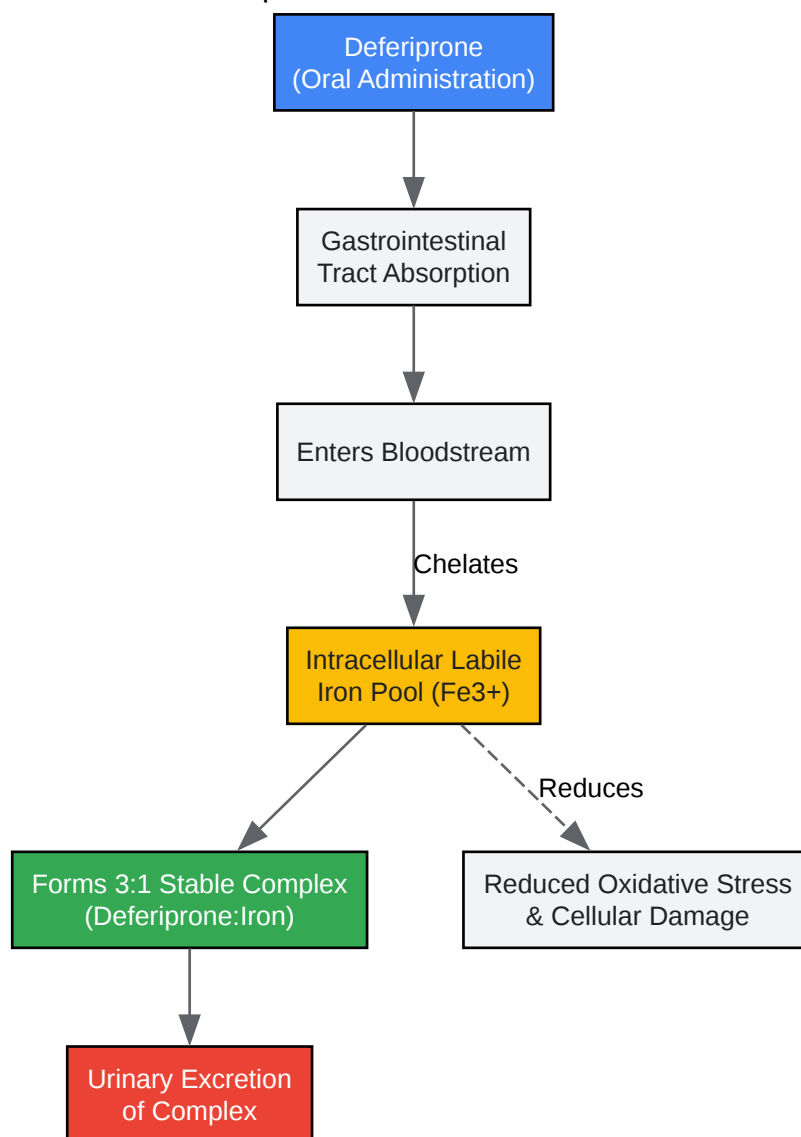 Deferiprone
(Oral Administration)
Gastrointestinal
Tract Absorption
Enters Bloodstream
Chelates
Intracellular Labile
Iron Pool (Fe3+)
Reduces
Forms 3:1 Stable Complex
(Deferiprone:Iron)
Reduced Oxidative Stress
& Cellular Damage
Urinary Excretion
of Complex